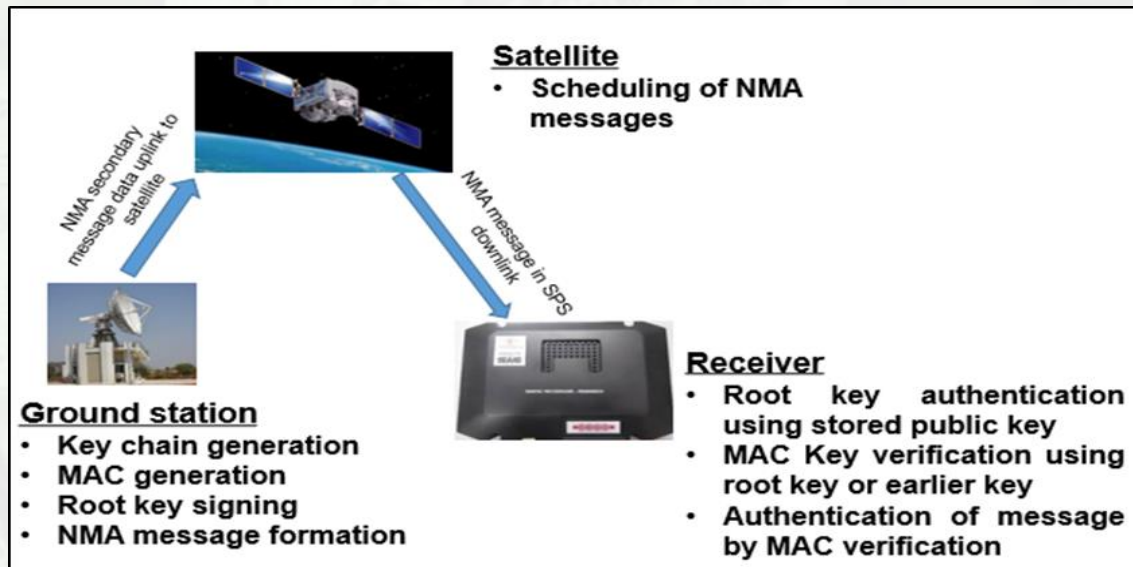 Satellite
• Scheduling of NMA
messages
NMA secondary
message data uplink to
satellite
NMA message in SPS
downlink
Ground station
• Key chain generation
• MAC generation
• Root key signing
• NMA message formation
Receiver
• Root key authentication
using stored public key
• MAC Key verification using
root key or earlier key
• Authentication of message
by MAC verification